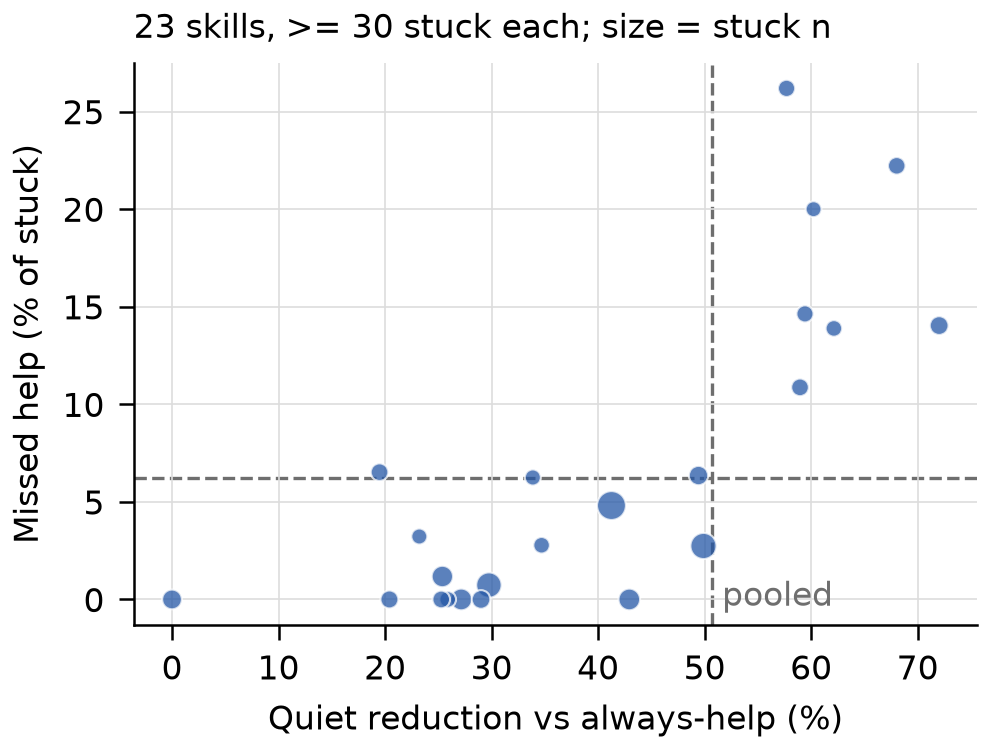 23 skills, >= 30 stuck each; size = stuck n
Missed help (% of stuck)
25
20
15
10
5
0
pooled
0 10 20 30 40 50 60 70
Quiet reduction vs always-help (%)